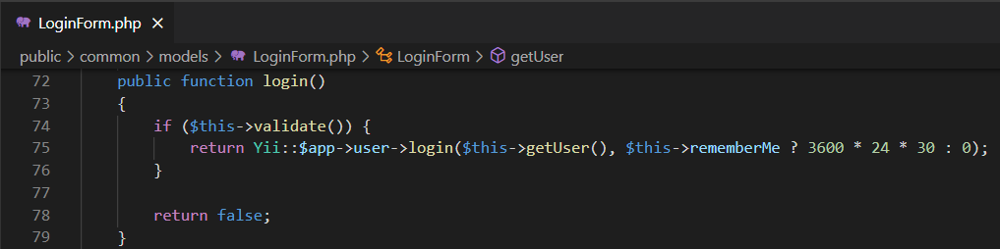 LoginForm.php ×
public > common > models > LoginForm.php > LoginForm > getUser
72 public function login()
73 {
74 if ($this->validate()) {
75 return Yii::$app->user->login($this->getUser(), $this->rememberMe ? 3600 * 24 * 30 : 0);
76 }
77
78 return false;
79 }